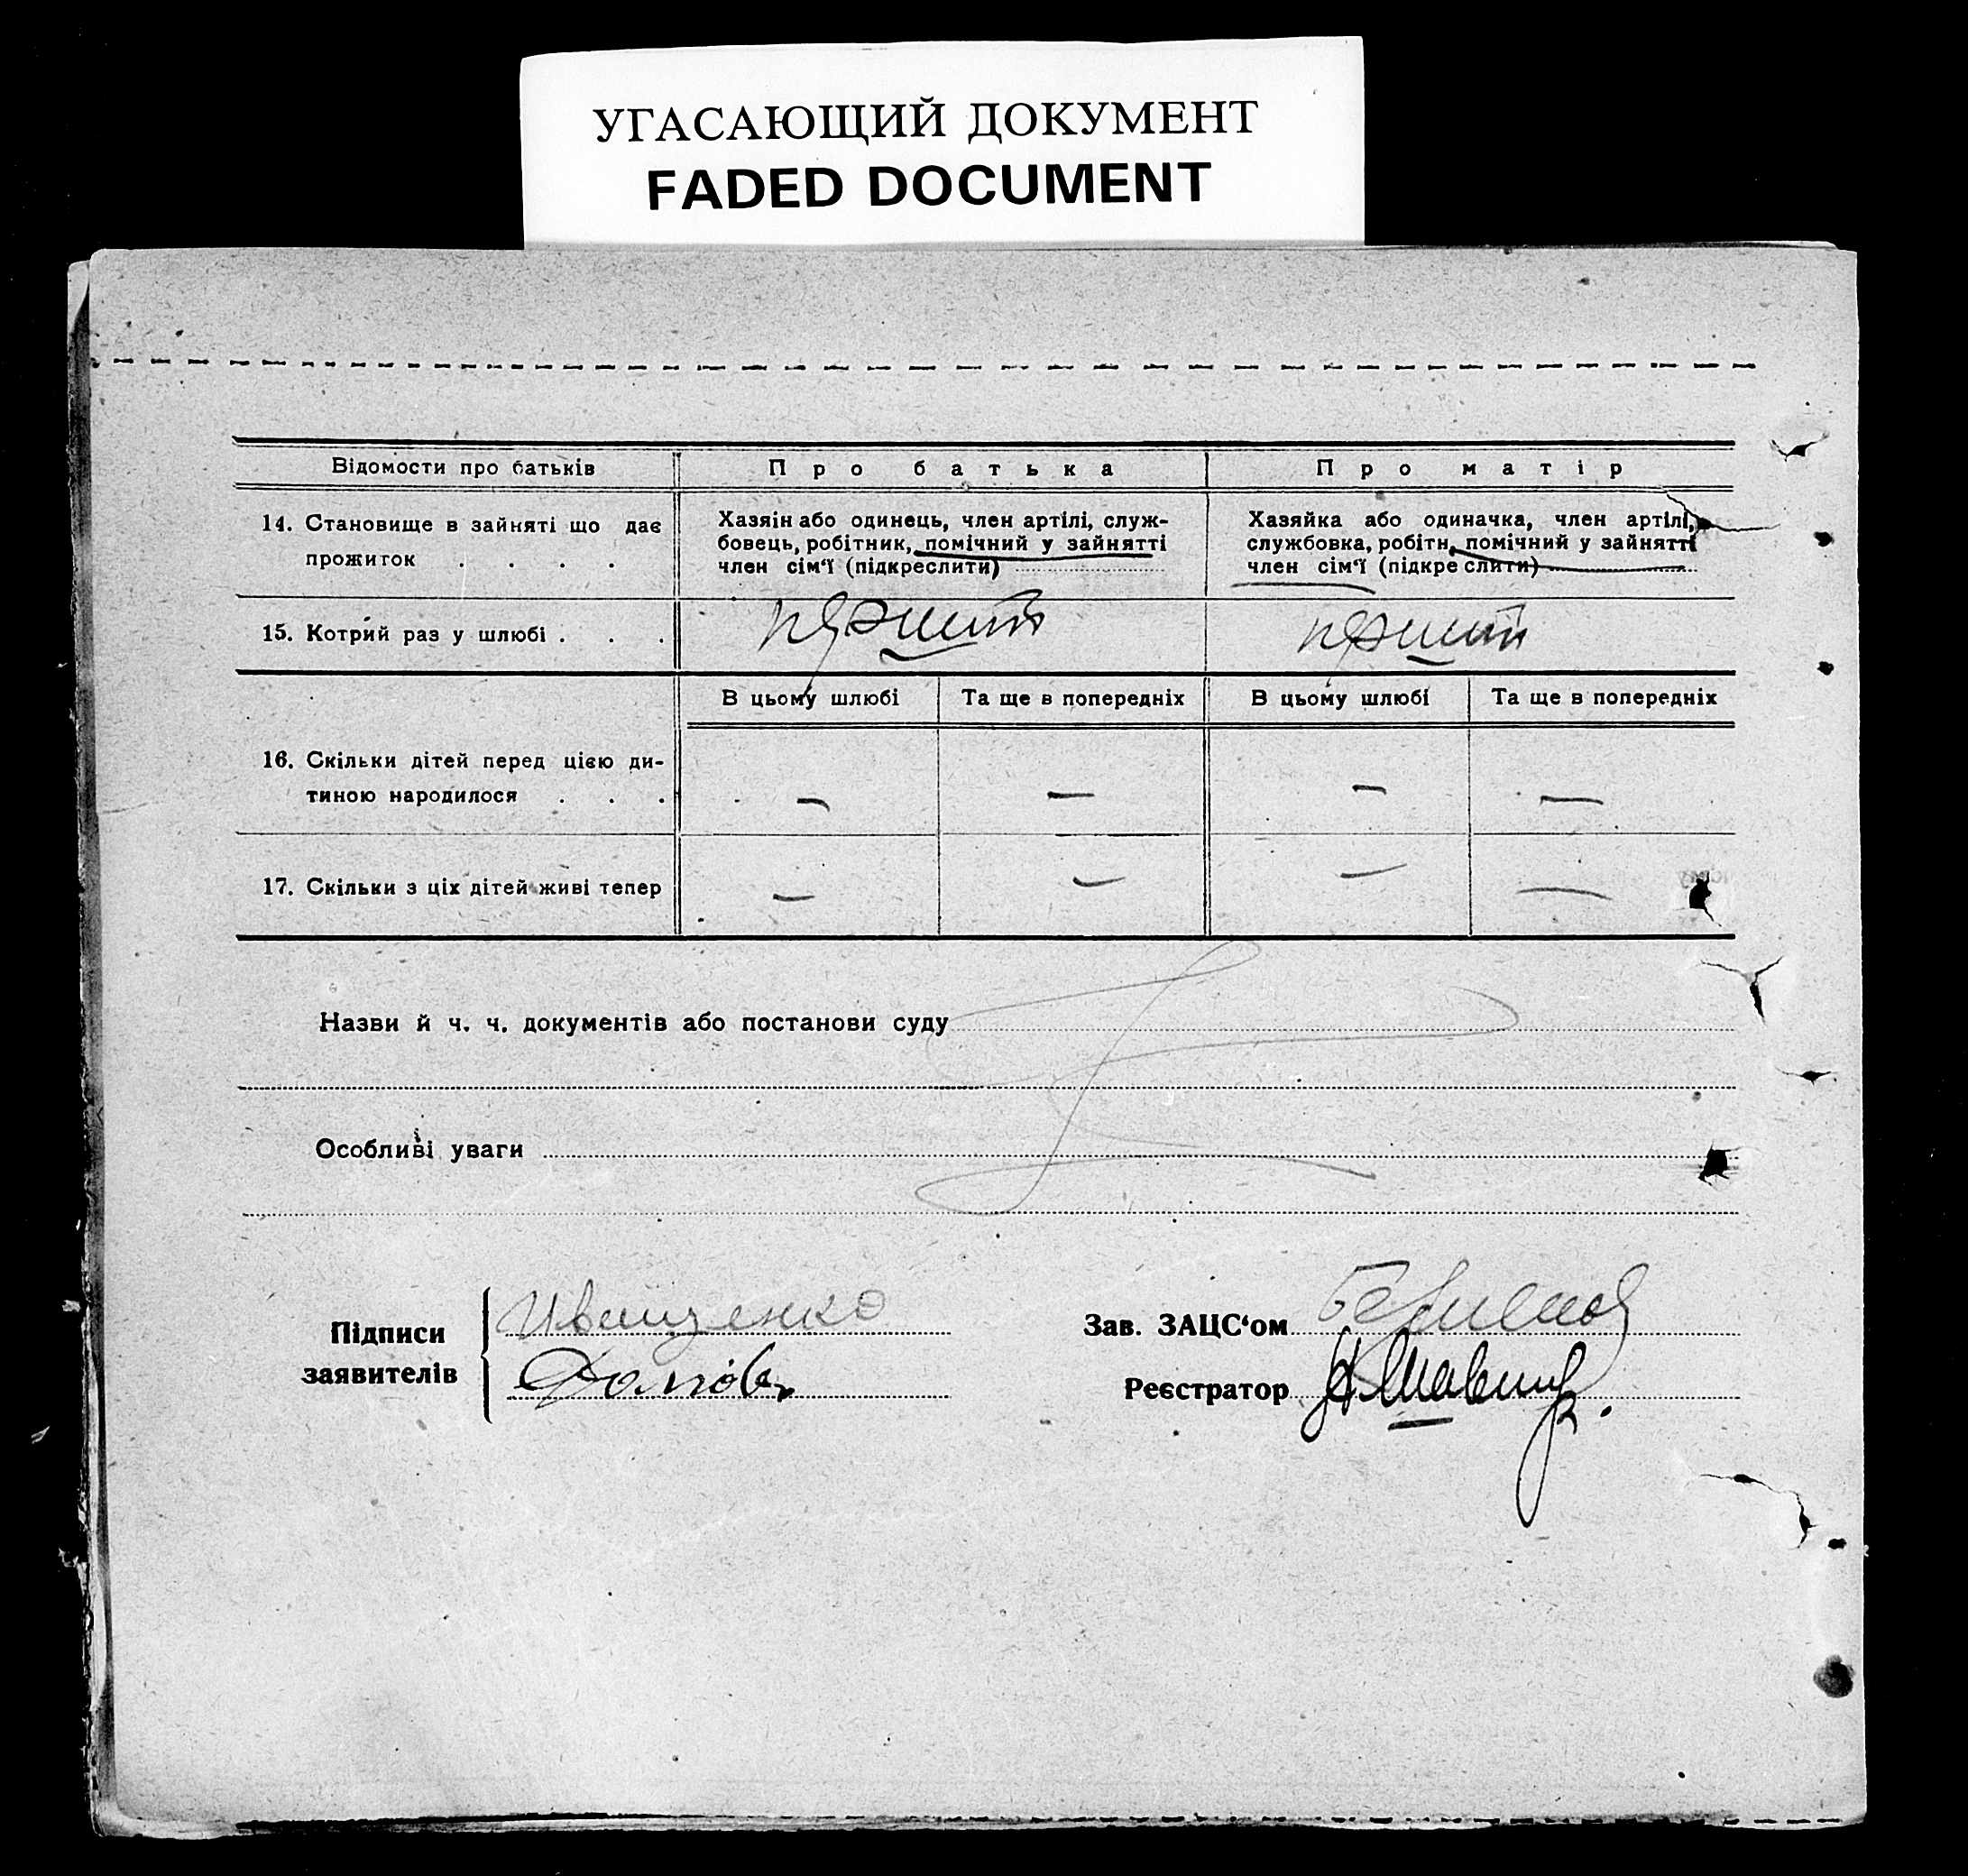 УГАСАЮЩИЙ ДОКУМЕНТ
FADED DOCUMENT
Відомости про батьків
Про батька
Про матір
14. Становище в зайняті що дає
прожиток . . . .
Хазяін або одинець, член артілі, служ-
бовець, робітник, помічний у зайнятті
член сім‘ї (підкреслити)
Хазяйка або одиначка, член артілі,
службовка, робітн. помічний у зайнятті
член сім‘ї (підкреслити)
15. Котрий раз у шлюбі . . .
перший
перший
В цьому шлюбі
Та ще в попередніх
В цьому шлюбі
Та ще в попередніх
16. Скільки дітей перед цією ди-
тиною народилося . . .
— — — —
17. Скільки з ціх дітей живі тепер
— — — —
Назви й ч. ч. документів або постанови суду
Особливі уваги
Підписи
заявителів
Иващенко
Зав. ЗАЦС‘ом
Реєстратор